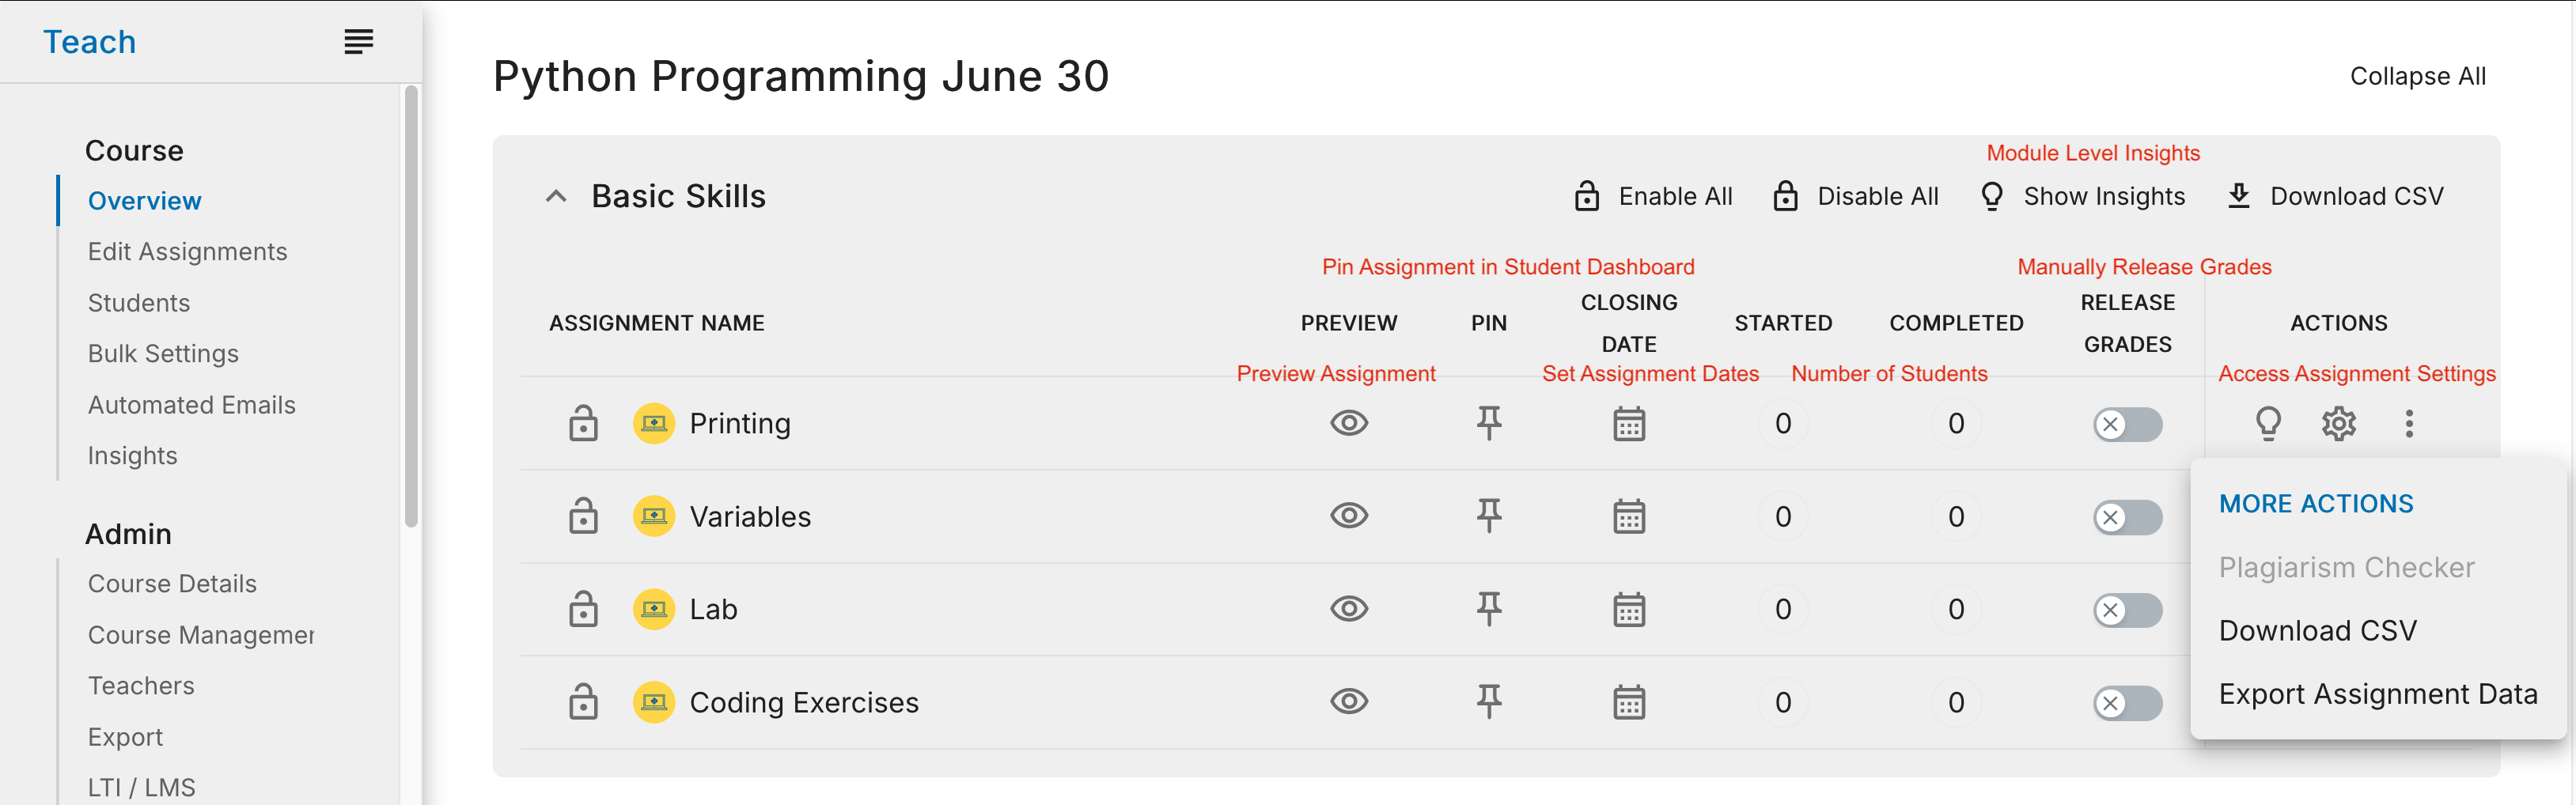 Teach
Course
Overview
Edit Assignments
Students
Bulk Settings
Automated Emails
Insights
Admin
Course Details
Course Managemer
Teachers
Export
LTI / LMS
Python Programming June 30
Collapse All
Module Level Insights
Basic Skills
Enable All
Disable All
Show Insights
Download CSV
Pin Assignment in Student Dashboard
Manually Release Grades
ASSIGNMENT NAME
PREVIEW
PIN
CLOSING
DATE
STARTED
COMPLETED
RELEASE
GRADES
ACTIONS
Preview Assignment
Set Assignment Dates
Number of Students
Access Assignment Settings
Printing
0
0
Variables
0
0
Lab
0
0
Coding Exercises
0
0
MORE ACTIONS
Plagiarism Checker
Download CSV
Export Assignment Data